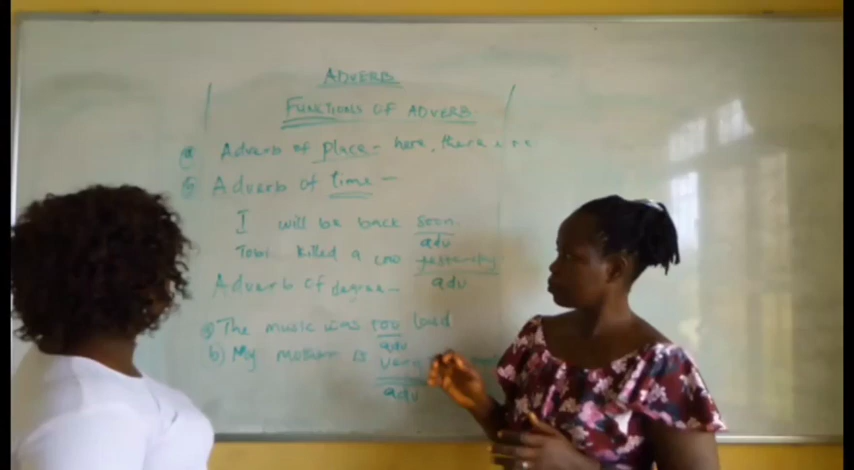 ADVERB
FUNCTIONS OF ADVERB
(a) Adverb of place - here, there
Adverb of time -
I will be back soon
adv
Tobi killed a cow yesterday
adv
Adverb of degree -
a) The music was too loud
adv
b) My mother is very
adv